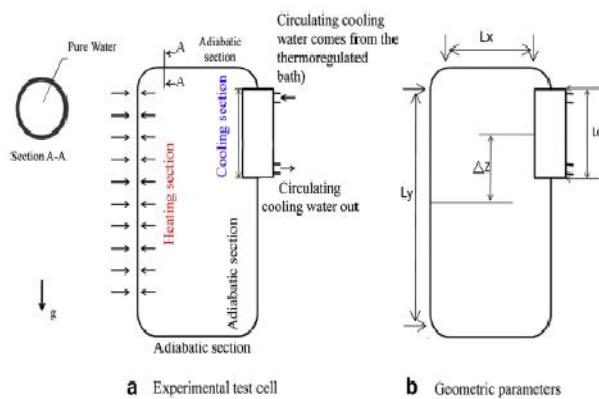 Circulating cooling
water comes from the
thermoregulated
bath)
Pure Water
A
Adiabatic section
A
Section A-A.
Cooling section
Heating section
Circulating
cooling water out
Adiabatic section
g
Adiabatic section
a Experimental test cell
Lx
Lc
ΔZ
Ly
b Geometric parameters